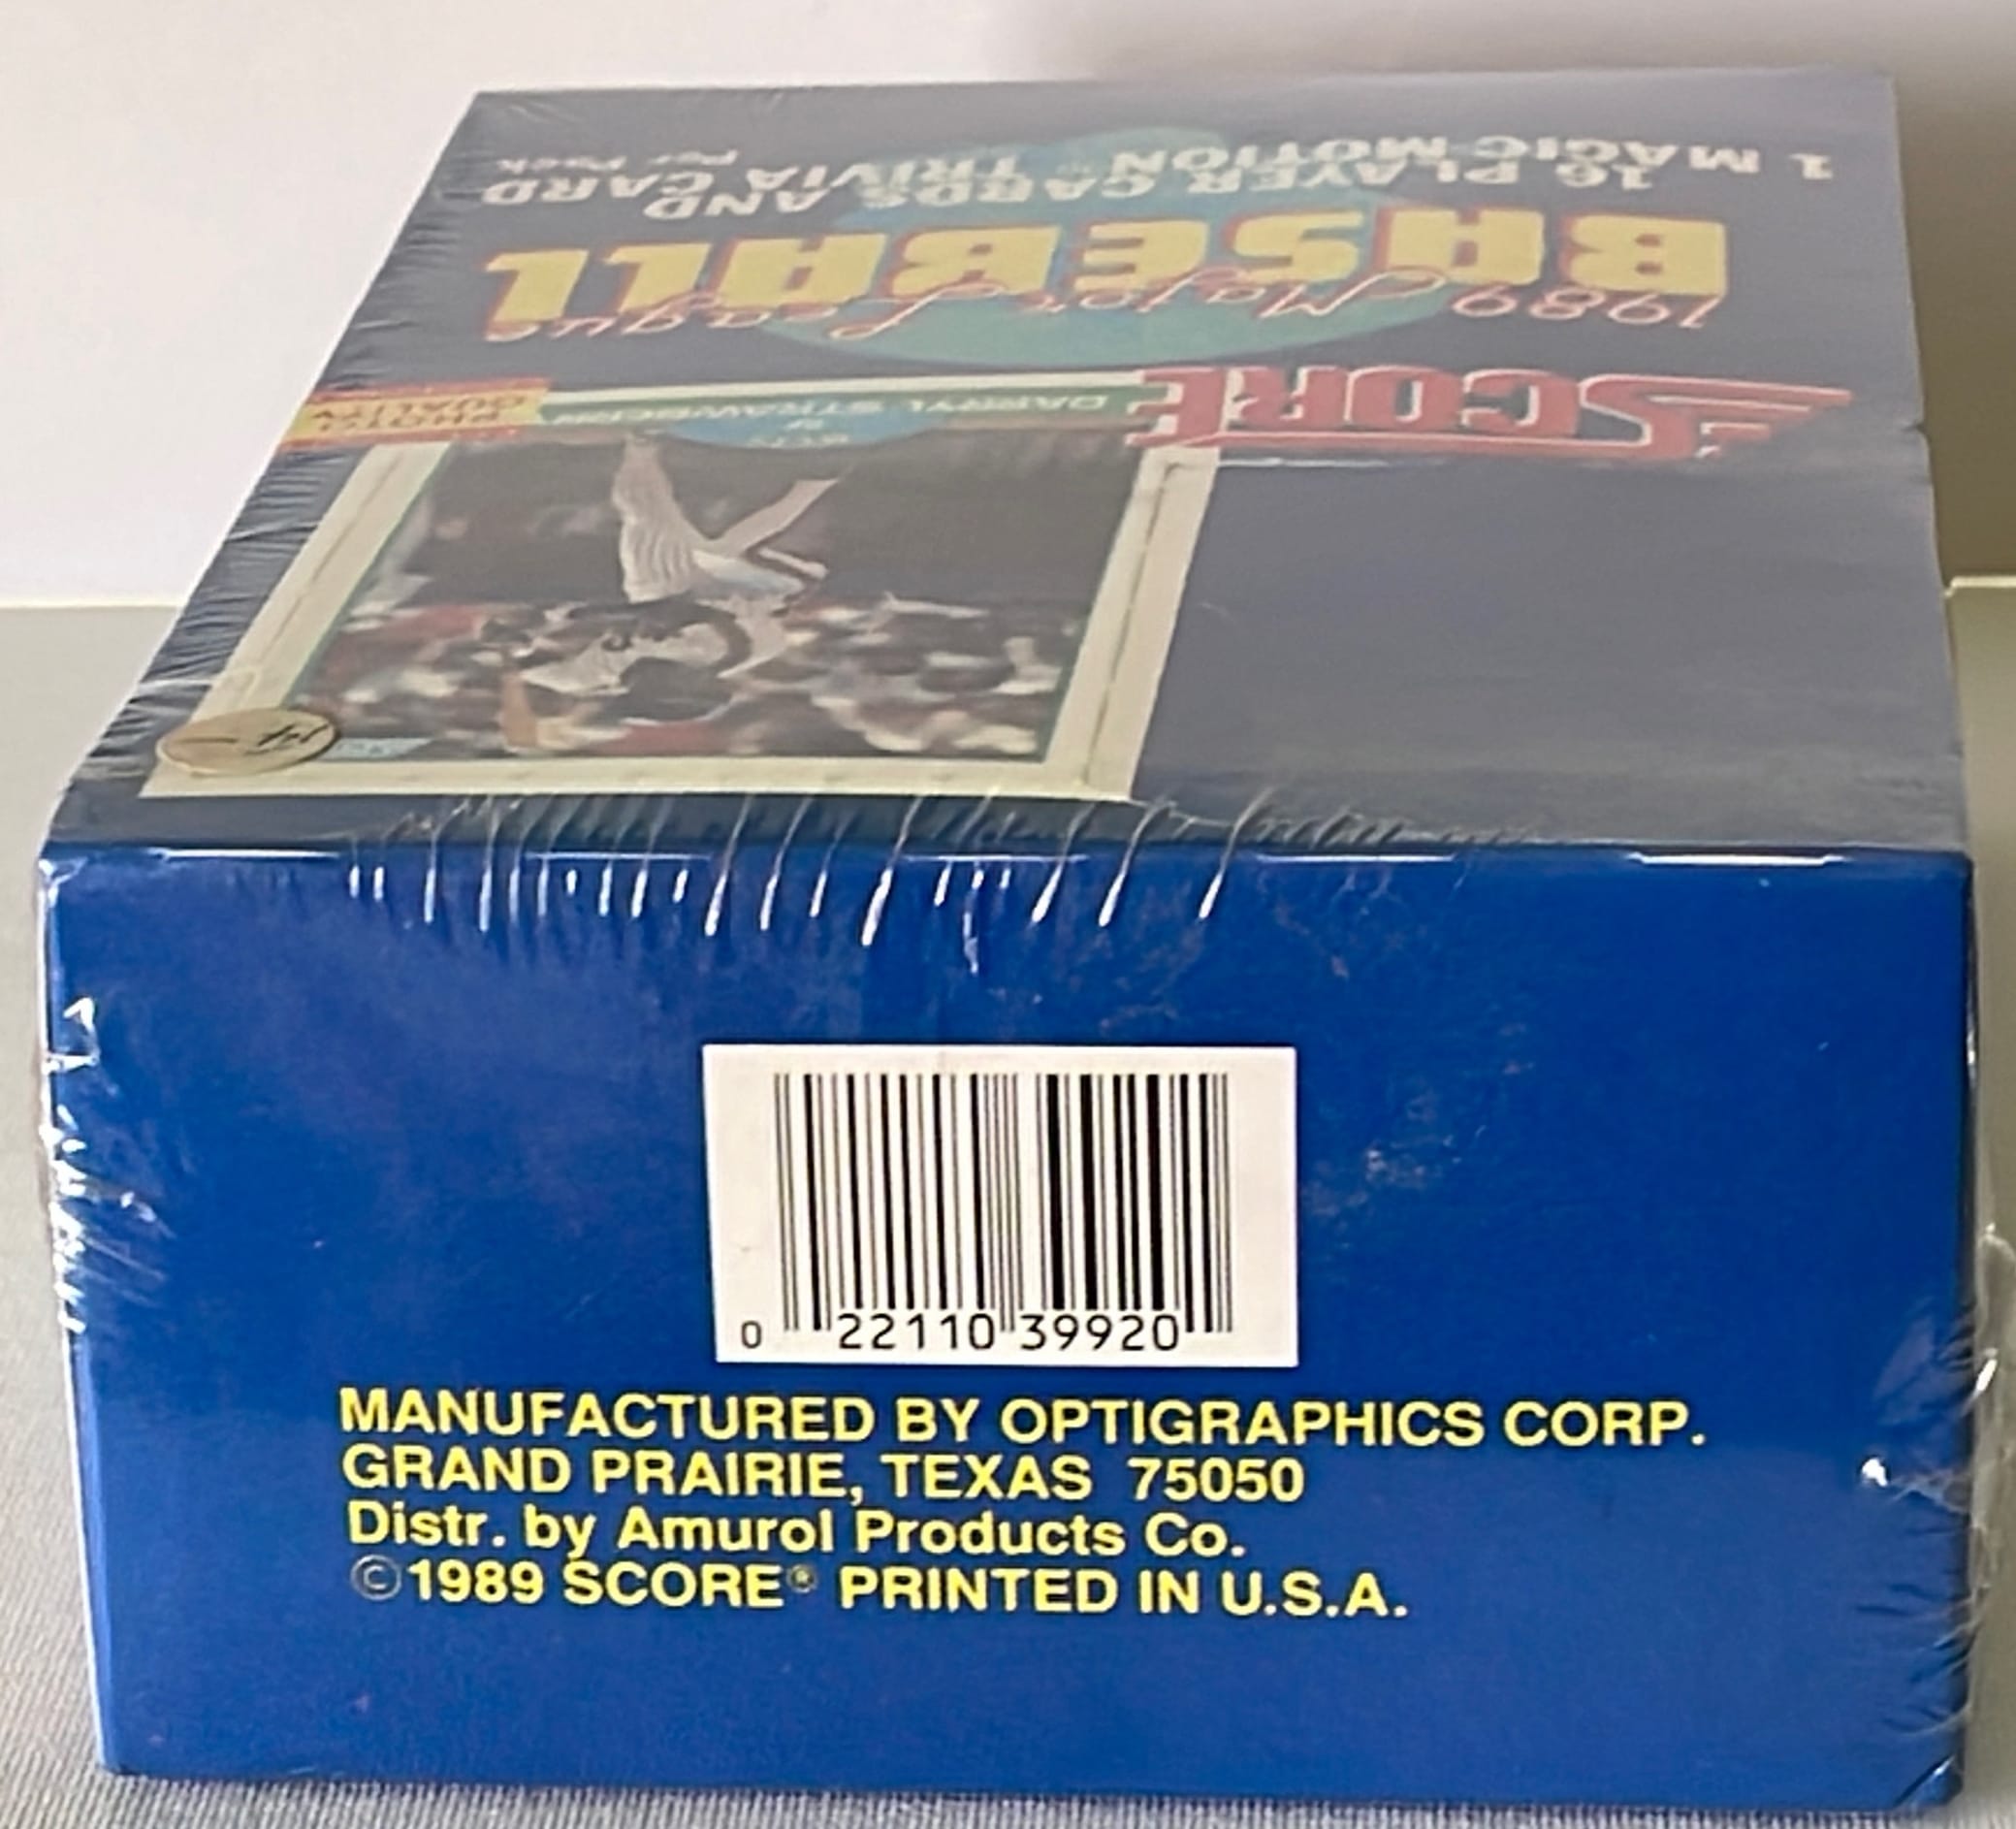 1 MAGIC MOTION® TRIVIA CARD
16 PLAYER CARDS AND
Per Pack
BASEBALL
1989 Major League
SCORE
DARRYL STRAWBERRY
PHOTO
QUALITY
0 22110 39920
MANUFACTURED BY OPTIGRAPHICS CORP.
GRAND PRAIRIE, TEXAS 75050
Distr. by Amurol Products Co.
©1989 SCORE® PRINTED IN U.S.A.